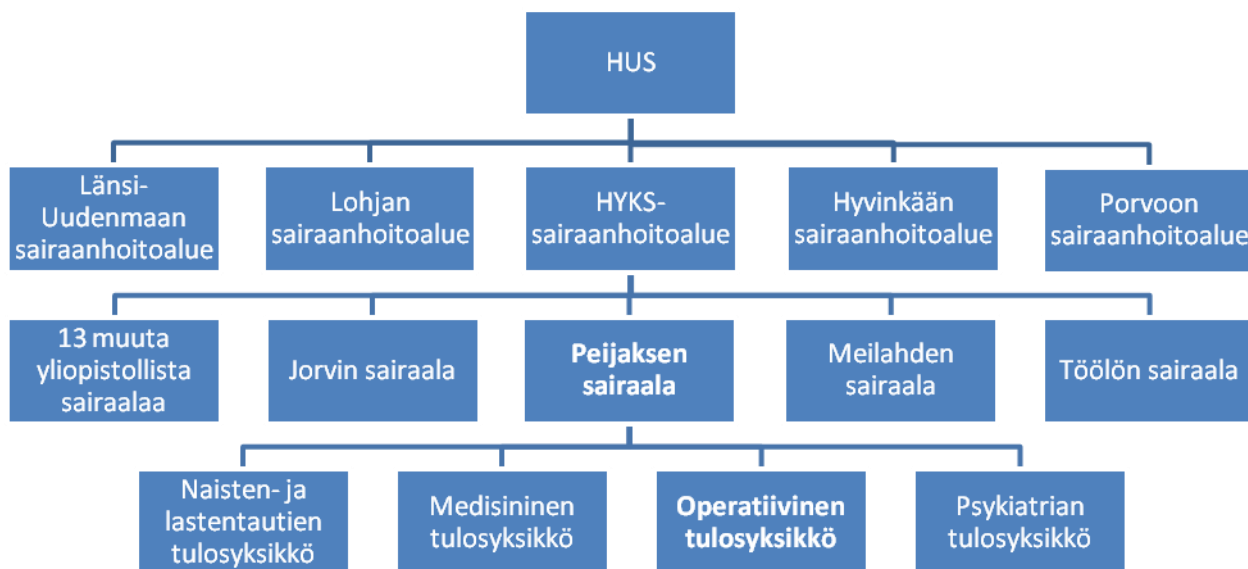 HUS
Länsi-
Uudenmaan
sairaanhoitoalue
Lohjan
sairaanhoitoalue
HYKS-
sairaanhoitoalue
Hyvinkään
sairaanhoitoalue
Porvoon
sairaanhoitoalue
13 muuta
yliopistollista
sairaalaa
Jorvin sairaala
Peijaksen
sairaala
Meilahden
sairaala
Töölön sairaala
Naisten- ja
lastentautien
tulosyksikkö
Medisininen
tulosyksikkö
Operatiivinen
tulosyksikkö
Psykiatrian
tulosyksikkö